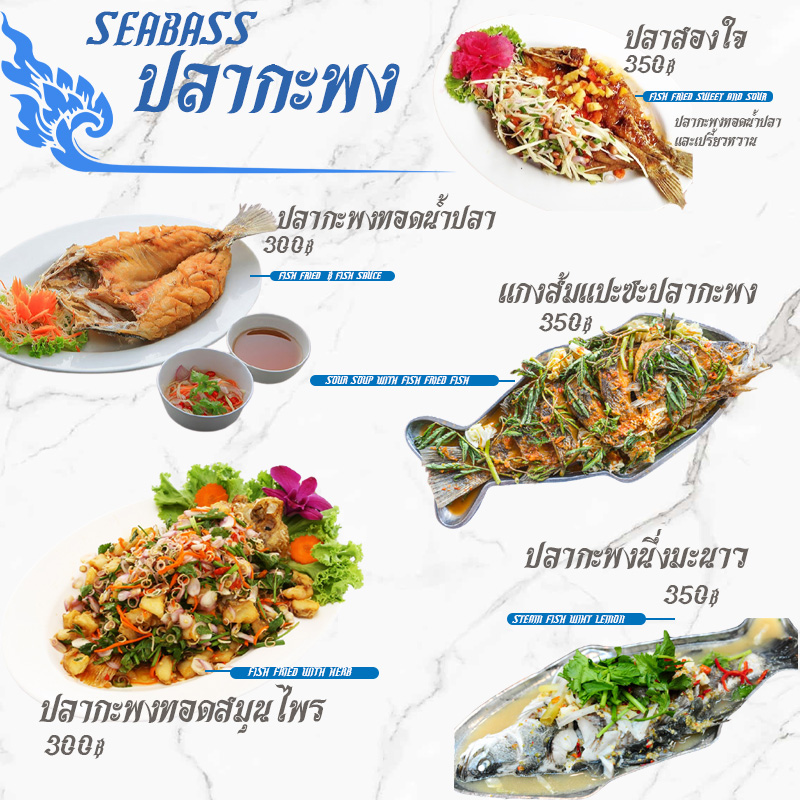 SEABASS
ปลากะพง
ปลาสองใจ
350฿
FISH FRIED SWEET AND SOUR
ปลากะพงทอดน้ำปลา
และเปรี้ยวหวาน
ปลากะพงทอดน้ำปลา
300฿
FISH FRIED & FISH SAUCE
แกงส้มแปะซะปลากะพง
350฿
SOUR SOUP WITH FISH FRIED FISH
ปลากะพงนึ่งมะนาว
350฿
STEAM FISH WIHT LEMON
FISH FRIED WITH HERB
ปลากะพงทอดสมุนไพร
300฿